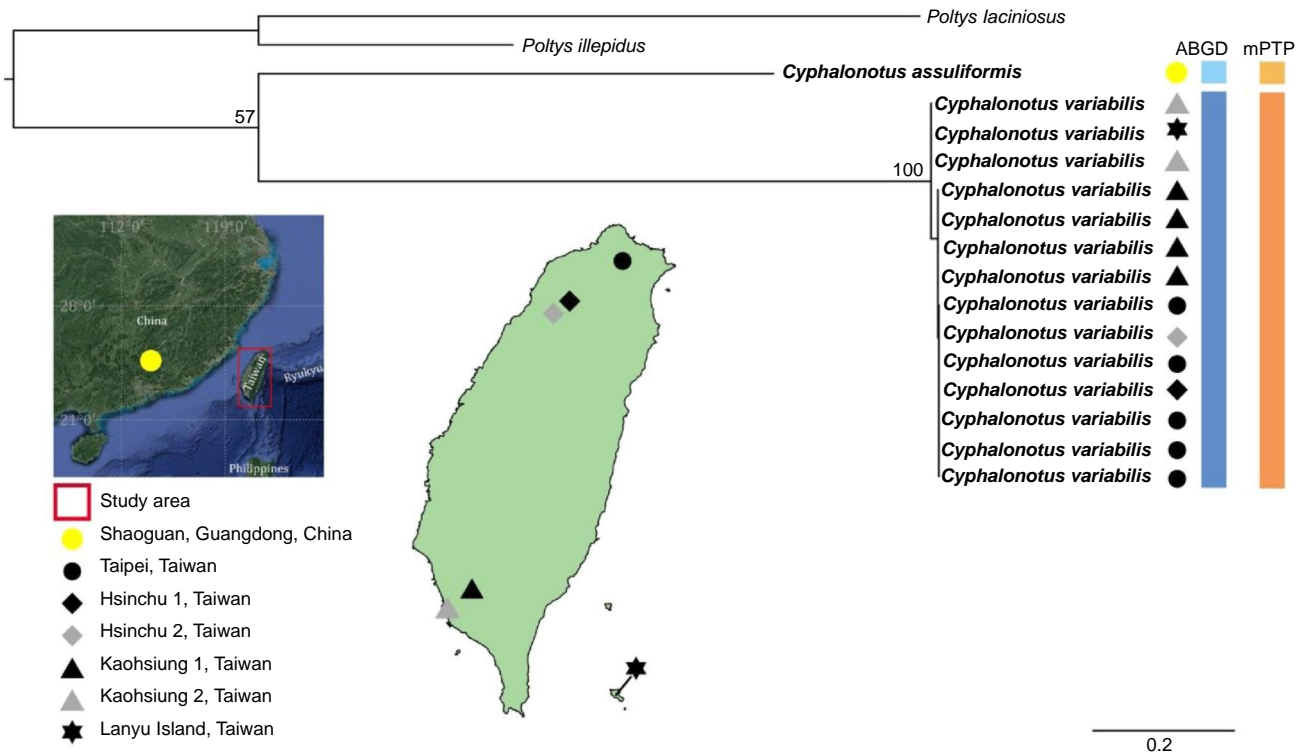 Poltys laciniosus
Poltys illepidus
ABGD mPTP
Cyphalonotus assuliformis
Cyphalonotus variabilis
57
Cyphalonotus variabilis
Cyphalonotus variabilis
100
Cyphalonotus variabilis
Cyphalonotus variabilis
Cyphalonotus variabilis
Cyphalonotus variabilis
Cyphalonotus variabilis
Cyphalonotus variabilis
Cyphalonotus variabilis
Cyphalonotus variabilis
Cyphalonotus variabilis
Cyphalonotus variabilis
Cyphalonotus variabilis
112°0' 119°0'
28°0'
China
Taiwan
Ryukyu
21°0'
Philippines
Study area
Shaoguan, Guangdong, China
Taipei, Taiwan
Hsinchu 1, Taiwan
Hsinchu 2, Taiwan
Kaohsiung 1, Taiwan
Kaohsiung 2, Taiwan
Lanyu Island, Taiwan
0.2